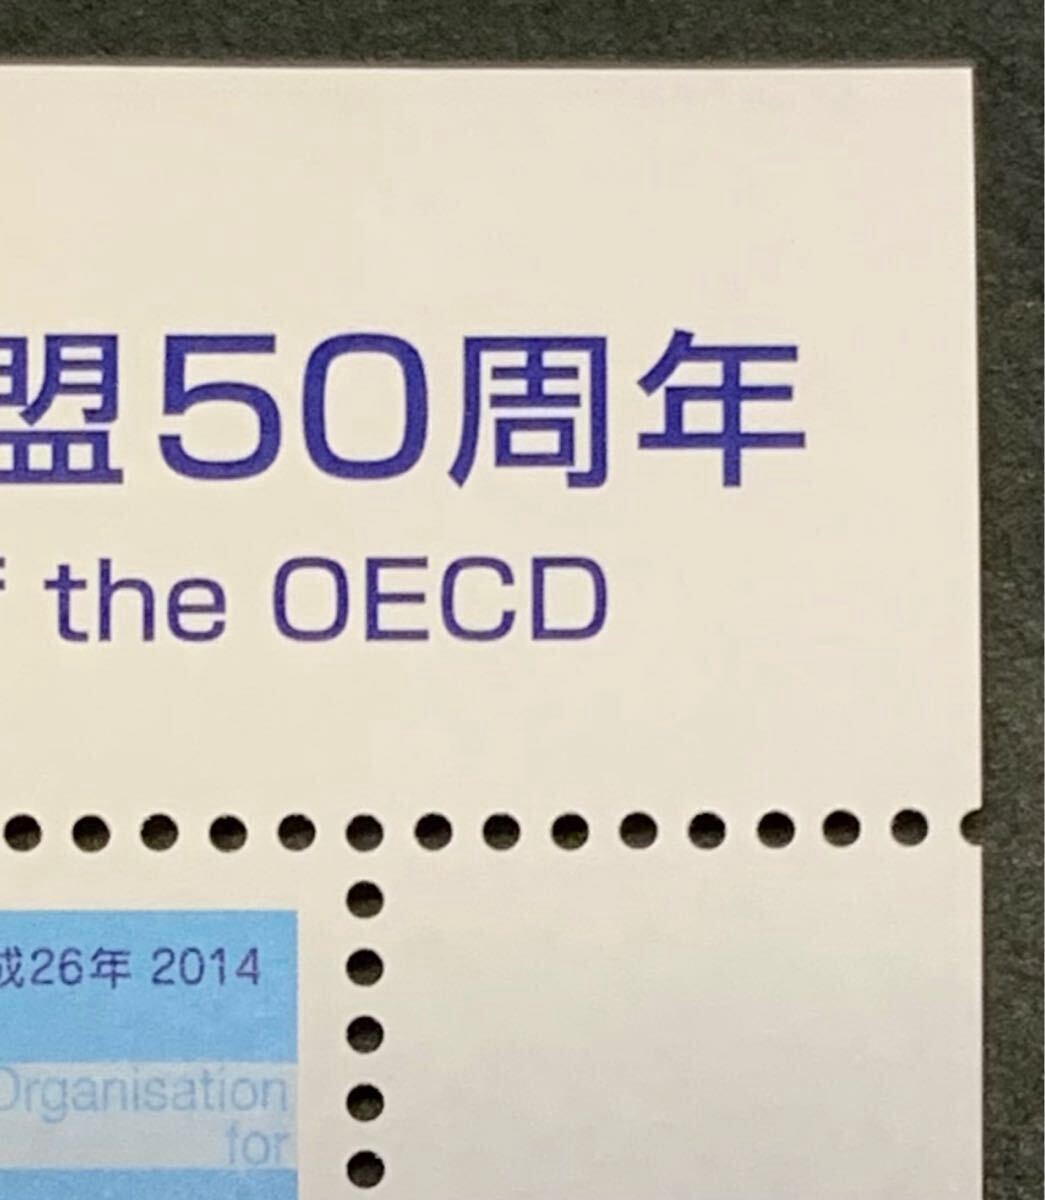 盟50周年
f the OECD
成26年 2014
Organisation
for